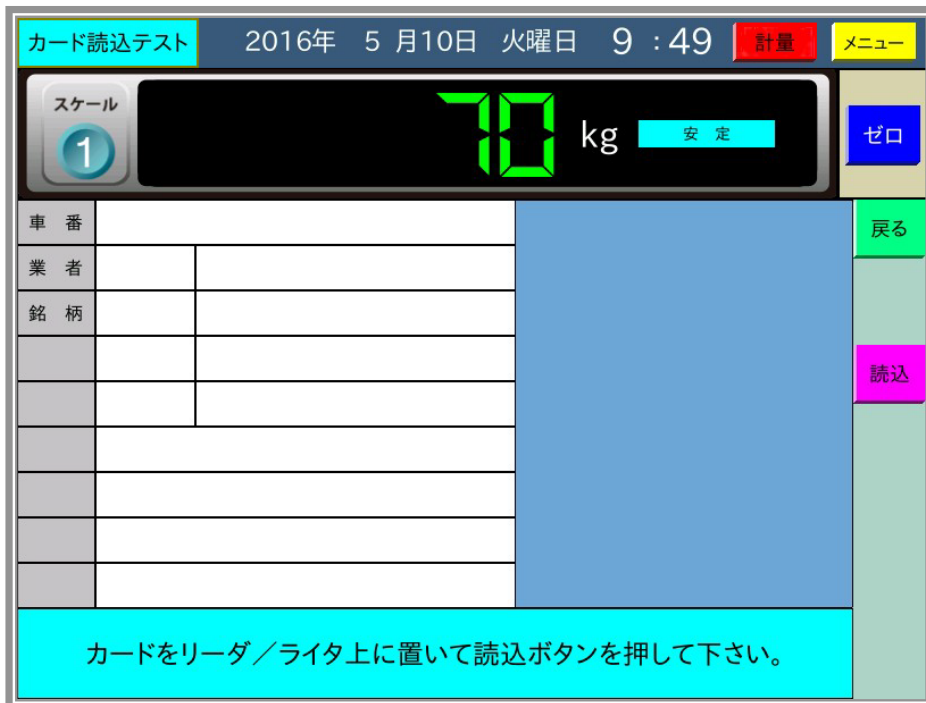 カード読込テスト 2016年 5 月10日 火曜日 9 : 49 計量 メニュー
スケール
1
70 kg 安 定
ゼロ
車 番
戻る
業 者
銘 柄
読込
カードをリーダ／ライタ上に置いて読込ボタンを押して下さい。